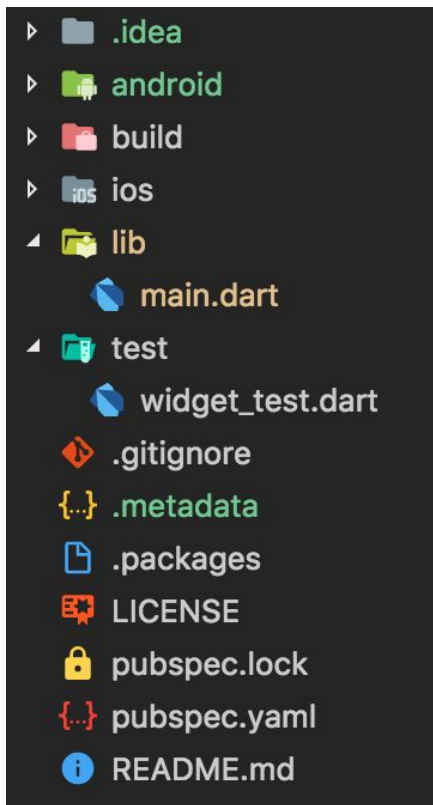 .idea
android
build
ios
lib
main.dart
test
widget_test.dart
.gitignore
.metadata
.packages
LICENSE
pubspec.lock
pubspec.yaml
README.md